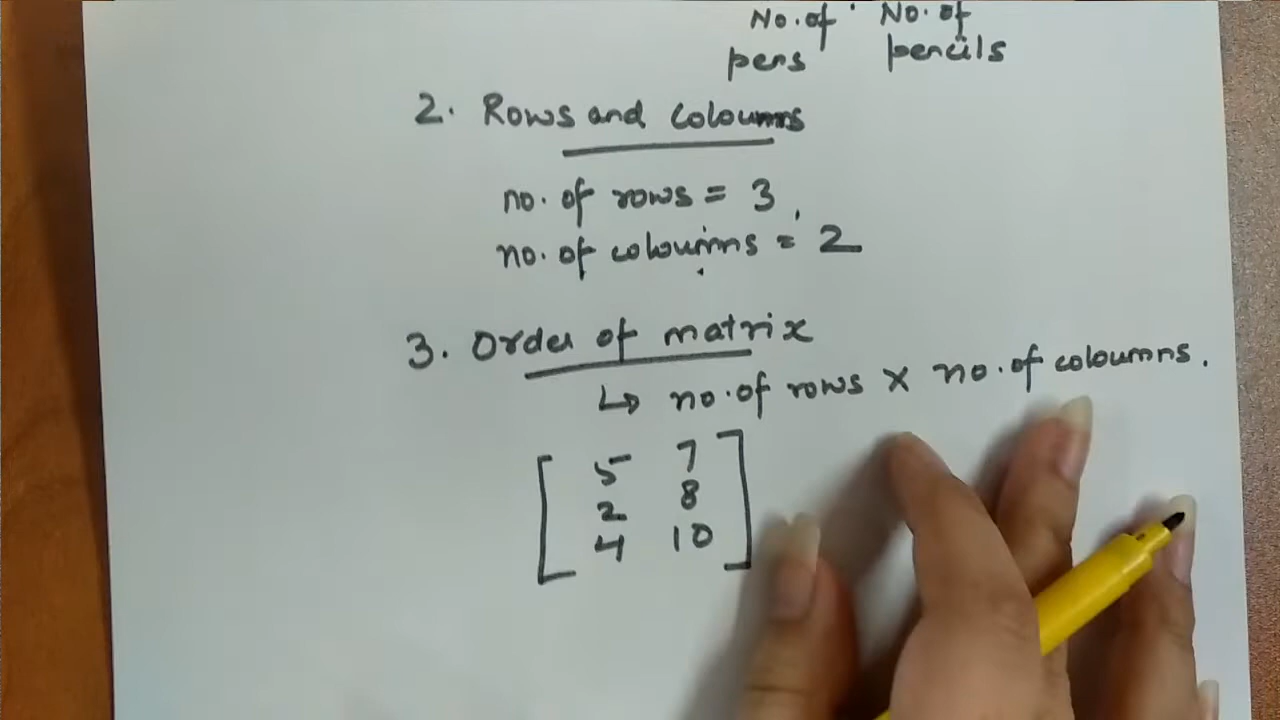 No. of No. of
pens pencils
2. Rows and coloumns
no. of rows = 3
no. of coloumns = 2
3. Order of matrix
↳ no. of rows X no. of coloumns.
5 7
2 8
4 10